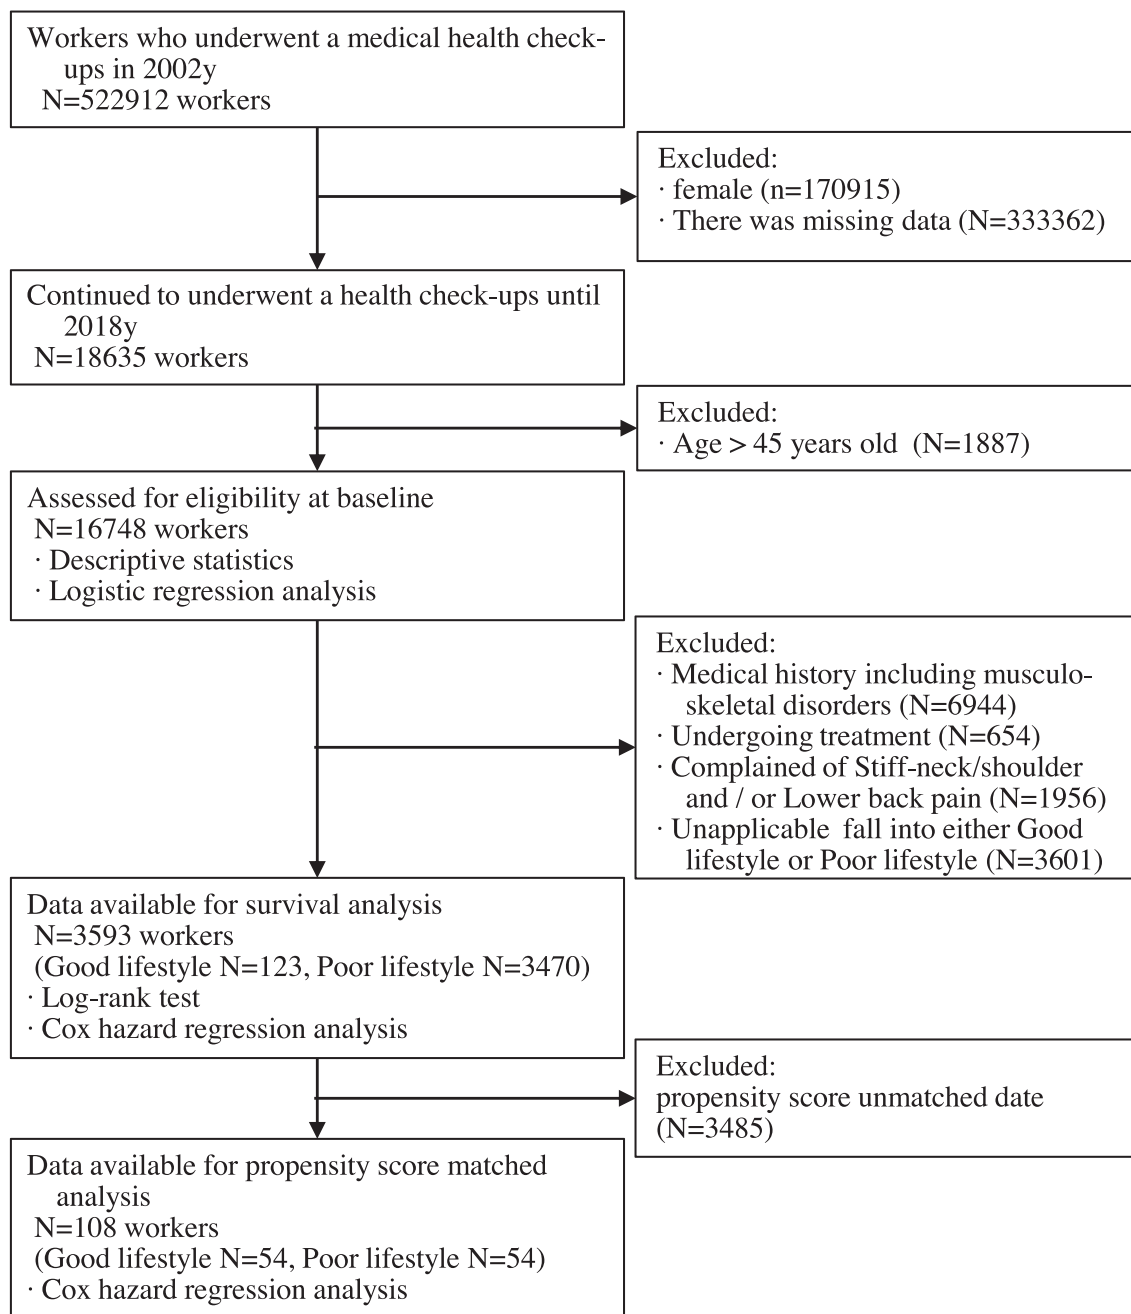 Workers who underwent a medical health check-
ups in 2002y
N=522912 workers
Excluded:
· female (n=170915)
· There was missing data (N=333362)
Continued to underwent a health check-ups until
2018y
N=18635 workers
Excluded:
· Age > 45 years old (N=1887)
Assessed for eligibility at baseline
N=16748 workers
· Descriptive statistics
· Logistic regression analysis
Excluded:
· Medical history including musculo-
skeletal disorders (N=6944)
· Undergoing treatment (N=654)
· Complained of Stiff-neck/shoulder
and / or Lower back pain (N=1956)
· Unapplicable fall into either Good
lifestyle or Poor lifestyle (N=3601)
Data available for survival analysis
N=3593 workers
(Good lifestyle N=123, Poor lifestyle N=3470)
· Log-rank test
· Cox hazard regression analysis
Excluded:
propensity score unmatched date
(N=3485)
Data available for propensity score matched
analysis
N=108 workers
(Good lifestyle N=54, Poor lifestyle N=54)
· Cox hazard regression analysis